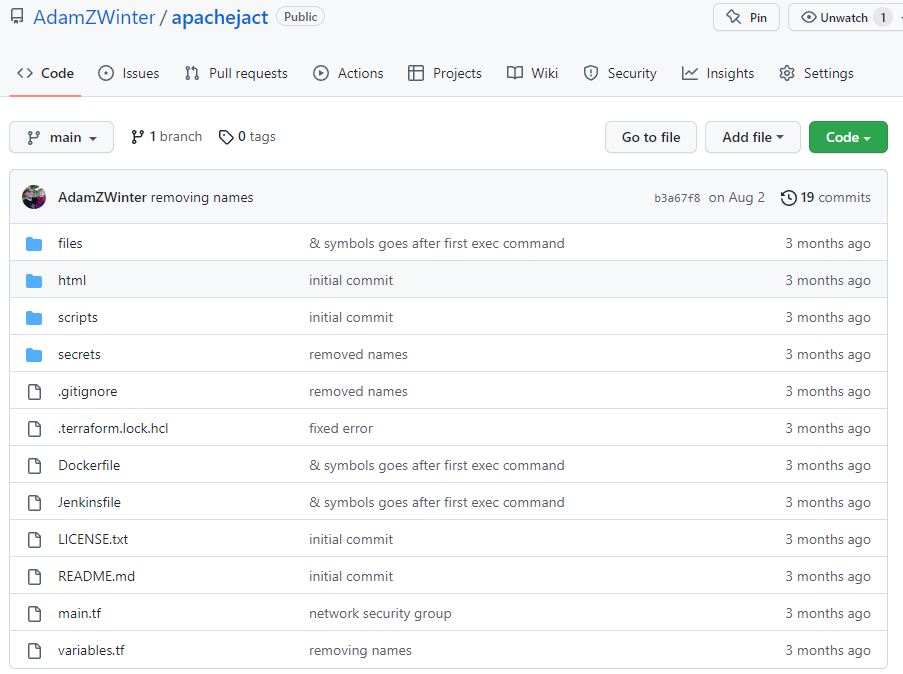 AdamZWinter / apachejact Public Pin Unwatch 1
Code Issues Pull requests Actions Projects Wiki Security Insights Settings
main 1 branch 0 tags Go to file Add file Code
AdamZWinter removing names b3a67f8 on Aug 2 19 commits
files & symbols goes after first exec command 3 months ago
html initial commit 3 months ago
scripts initial commit 3 months ago
secrets removed names 3 months ago
.gitignore removed names 3 months ago
.terraform.lock.hcl fixed error 3 months ago
Dockerfile & symbols goes after first exec command 3 months ago
Jenkinsfile & symbols goes after first exec command 3 months ago
LICENSE.txt initial commit 3 months ago
README.md initial commit 3 months ago
main.tf network security group 3 months ago
variables.tf removing names 3 months ago